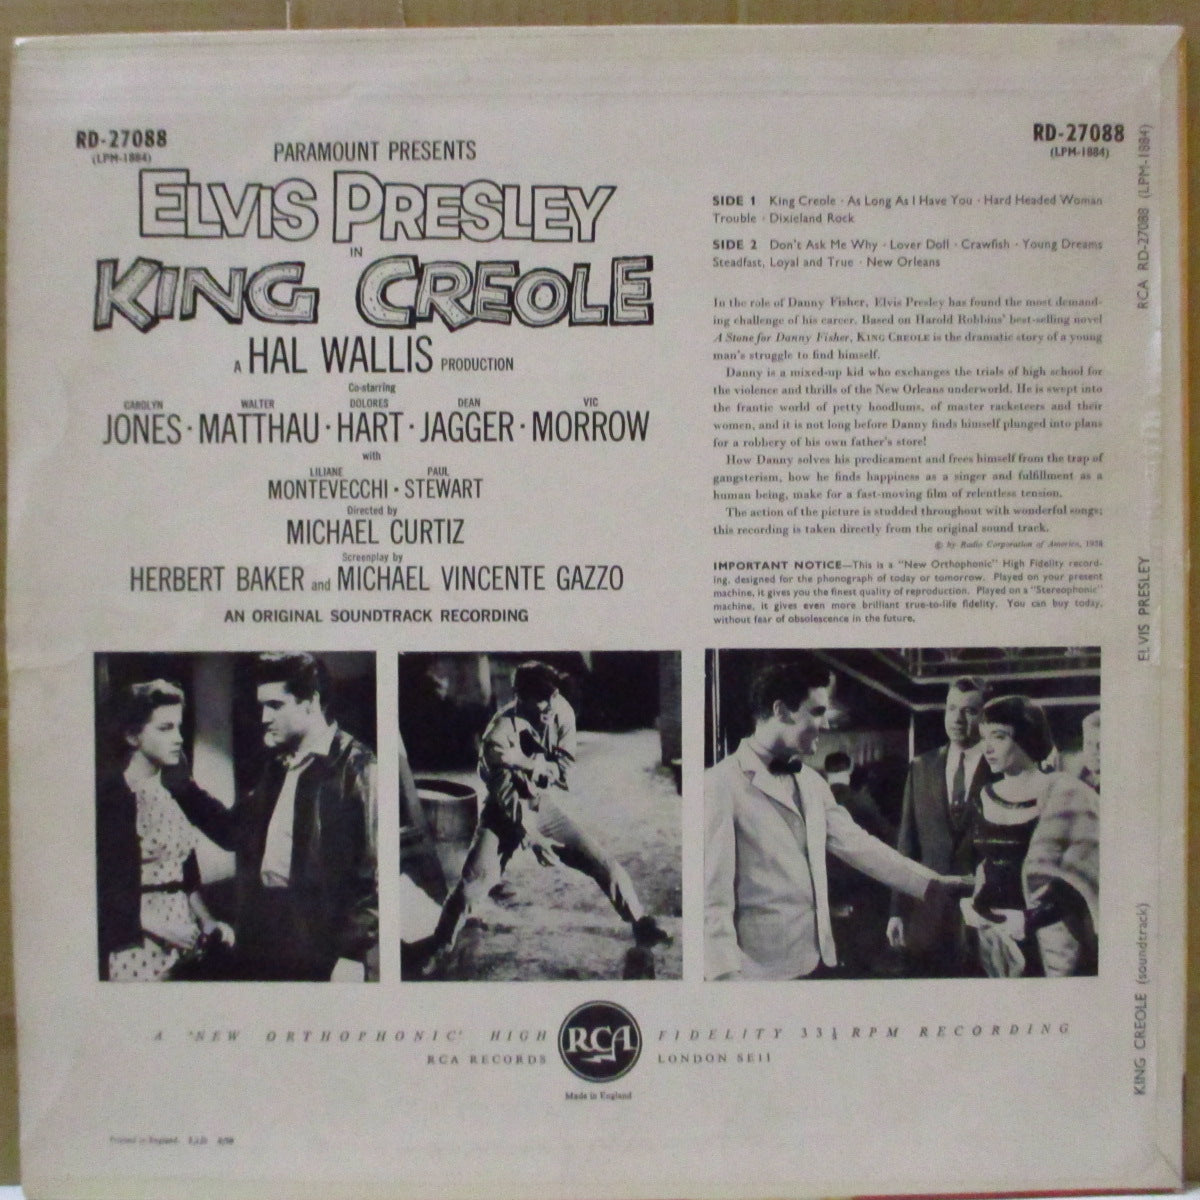 RD-27088
(LPM-1884)
PARAMOUNT PRESENTS
ELVIS PRESLEY
IN
KING CREOLE
A HAL WALLIS PRODUCTION
Co-starring
CAROLYN WALTER DOLORES DEAN VIC
JONES · MATTHAU · HART · JAGGER · MORROW
with
LILIANE PAUL
MONTEVECCHI · STEWART
Directed by
MICHAEL CURTIZ
Screenplay by
HERBERT BAKER and MICHAEL VINCENTE GAZZO
AN ORIGINAL SOUNDTRACK RECORDING
RD-27088
(LPM-1884)
SIDE 1 King Creole · As Long As I Have You · Hard Headed Woman
Trouble · Dixieland Rock
SIDE 2 Don't Ask Me Why · Lover Doll · Crawfish · Young Dreams
Steadfast, Loyal and True · New Orleans
In the role of Danny Fisher, Elvis Presley has found the most demand-
ing challenge of his career. Based on Harold Robbins' best-selling novel
A Stone for Danny Fisher, KING CREOLE is the dramatic story of a young
man's struggle to find himself.
Danny is a mixed-up kid who exchanges the trials of high school for
the violence and thrills of the New Orleans underworld. He is swept into
the frantic world of petty hoodlums, of master racketeers and their
women, and it is not long before Danny finds himself plunged into plans
for a robbery of his own father's store!
How Danny solves his predicament and frees himself from the trap of
gangsterism, how he finds happiness as a singer and fulfillment as a
human being, make for a fast-moving film of relentless tension.
The action of the picture is studded throughout with wonderful songs;
this recording is taken directly from the original sound track.
© by Radio Corporation of America, 1958
IMPORTANT NOTICE—This is a "New Orthophonic" High Fidelity record-
ing, designed for the phonograph of today or tomorrow. Played on your present
machine, it gives you the finest quality of reproduction. Played on a "Stereophonic"
machine, it gives even more brilliant true-to-life fidelity. You can buy today,
without fear of obsolescence in the future.
RCA RD-27088 (LPM-1884)
ELVIS PRESLEY
KING CREOLE (soundtrack)
A 'NEW ORTHOPHONIC' HIGH FIDELITY 33⅓ RPM RECORDING
RCA
RCA RECORDS LONDON SE11
Made in England
Printed in England